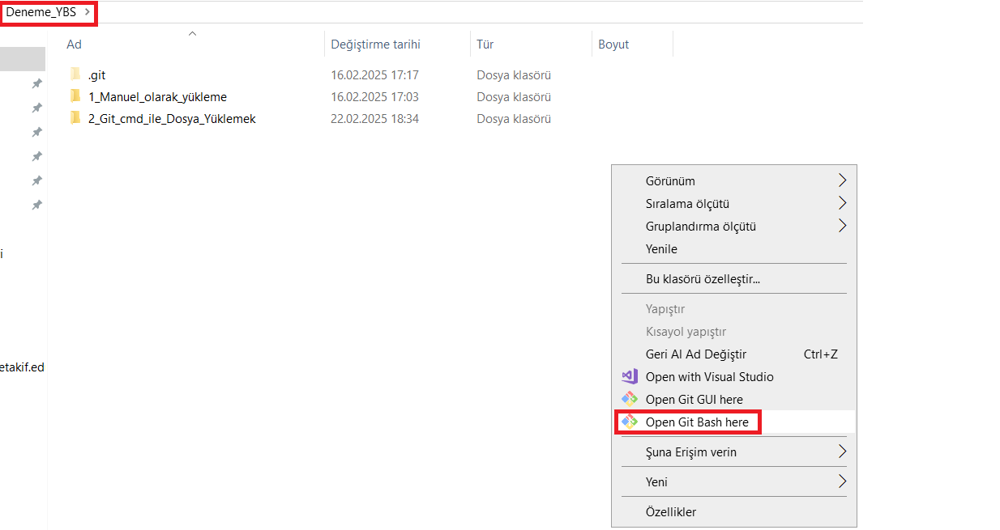 Deneme_YBS
Ad Değiştirme tarihi Tür Boyut
.git 16.02.2025 17:17 Dosya klasörü
1_Manuel_olarak_yükleme 16.02.2025 17:03 Dosya klasörü
2_Git_cmd_ile_Dosya_Yüklemek 22.02.2025 18:34 Dosya klasörü
Görünüm
Sıralama ölçütü
Gruplandırma ölçütü
i
Yenile
Bu klasörü özelleştir...
Yapıştır
Kısayol yapıştır
Geri Al Ad Değiştir Ctrl+Z
etakif.ed
Open with Visual Studio
Open Git GUI here
Open Git Bash here
Şuna Erişim verin
Yeni
Özellikler